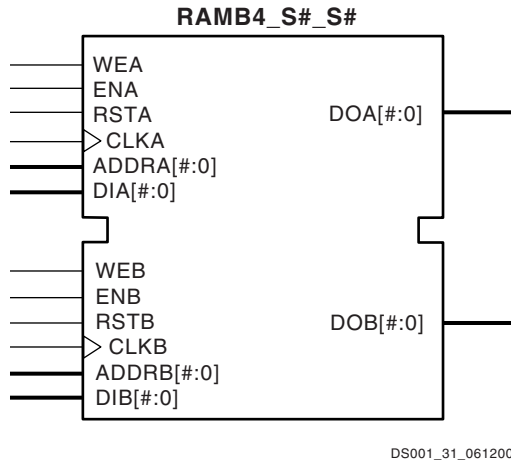 RAMB4_S#_S#
WEA
ENA
RSTA
CLKA
ADDRA[#:0]
DIA[#:0]
DOA[#:0]
WEB
ENB
RSTB
CLKB
ADDRB[#:0]
DIB[#:0]
DOB[#:0]
DS001_31_061200